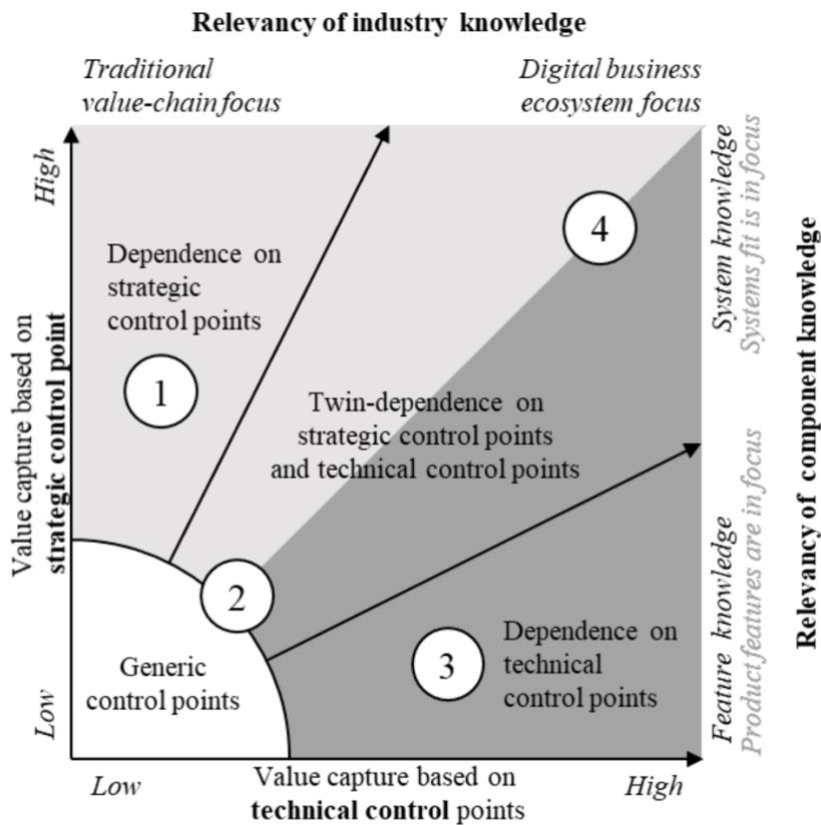 Relevancy of industry knowledge
Traditional
value-chain focus
Digital business
ecosystem focus
High
Value capture based on
strategic control point
Low
Dependence on
strategic
control points
1
4
Twin-dependence on
strategic control points
and technical control points
2
3
Dependence on
technical
control points
Generic
control points
System knowledge
Systems fit is in focus
Feature knowledge
Product features are in focus
Relevancy of component knowledge
Low
Value capture based on
technical control points
High